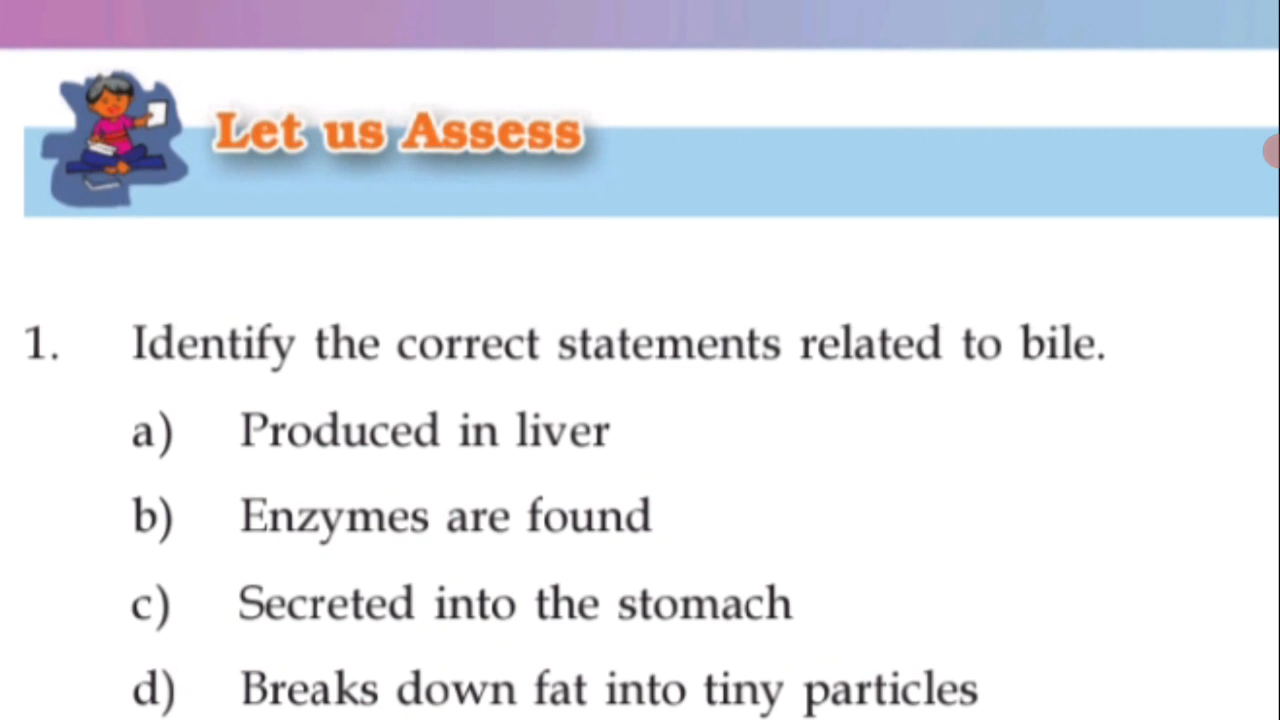 Let us Assess
1. Identify the correct statements related to bile.
a) Produced in liver
b) Enzymes are found
c) Secreted into the stomach
d) Breaks down fat into tiny particles